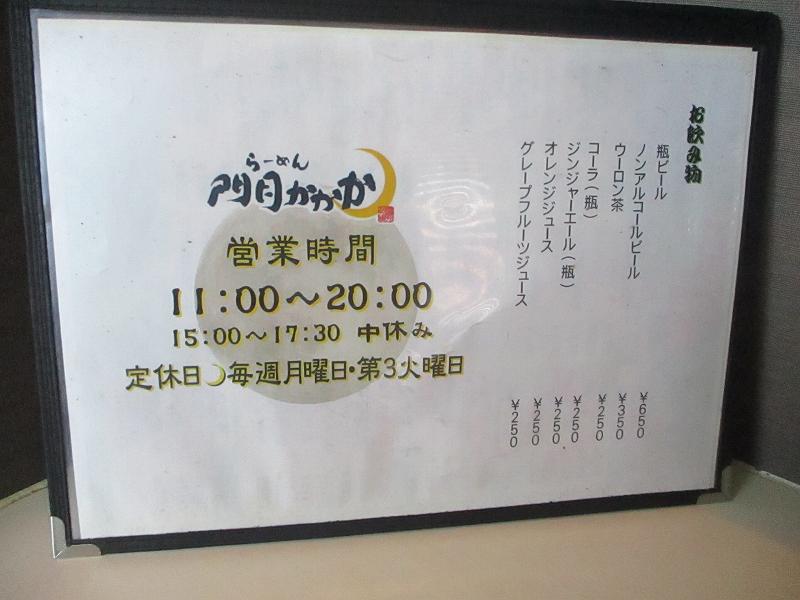 お飲み物
瓶ビール ￥650
ノンアルコールビール ￥350
ウーロン茶 ￥250
コーラ（瓶） ￥250
ジンジャーエール（瓶） ￥250
オレンジジュース ￥250
グレープフルーツジュース ￥250
らーめん
月がかか
営業時間
11:00～20:00
15:00～17:30 中休み
定休日 毎週月曜日・第3火曜日